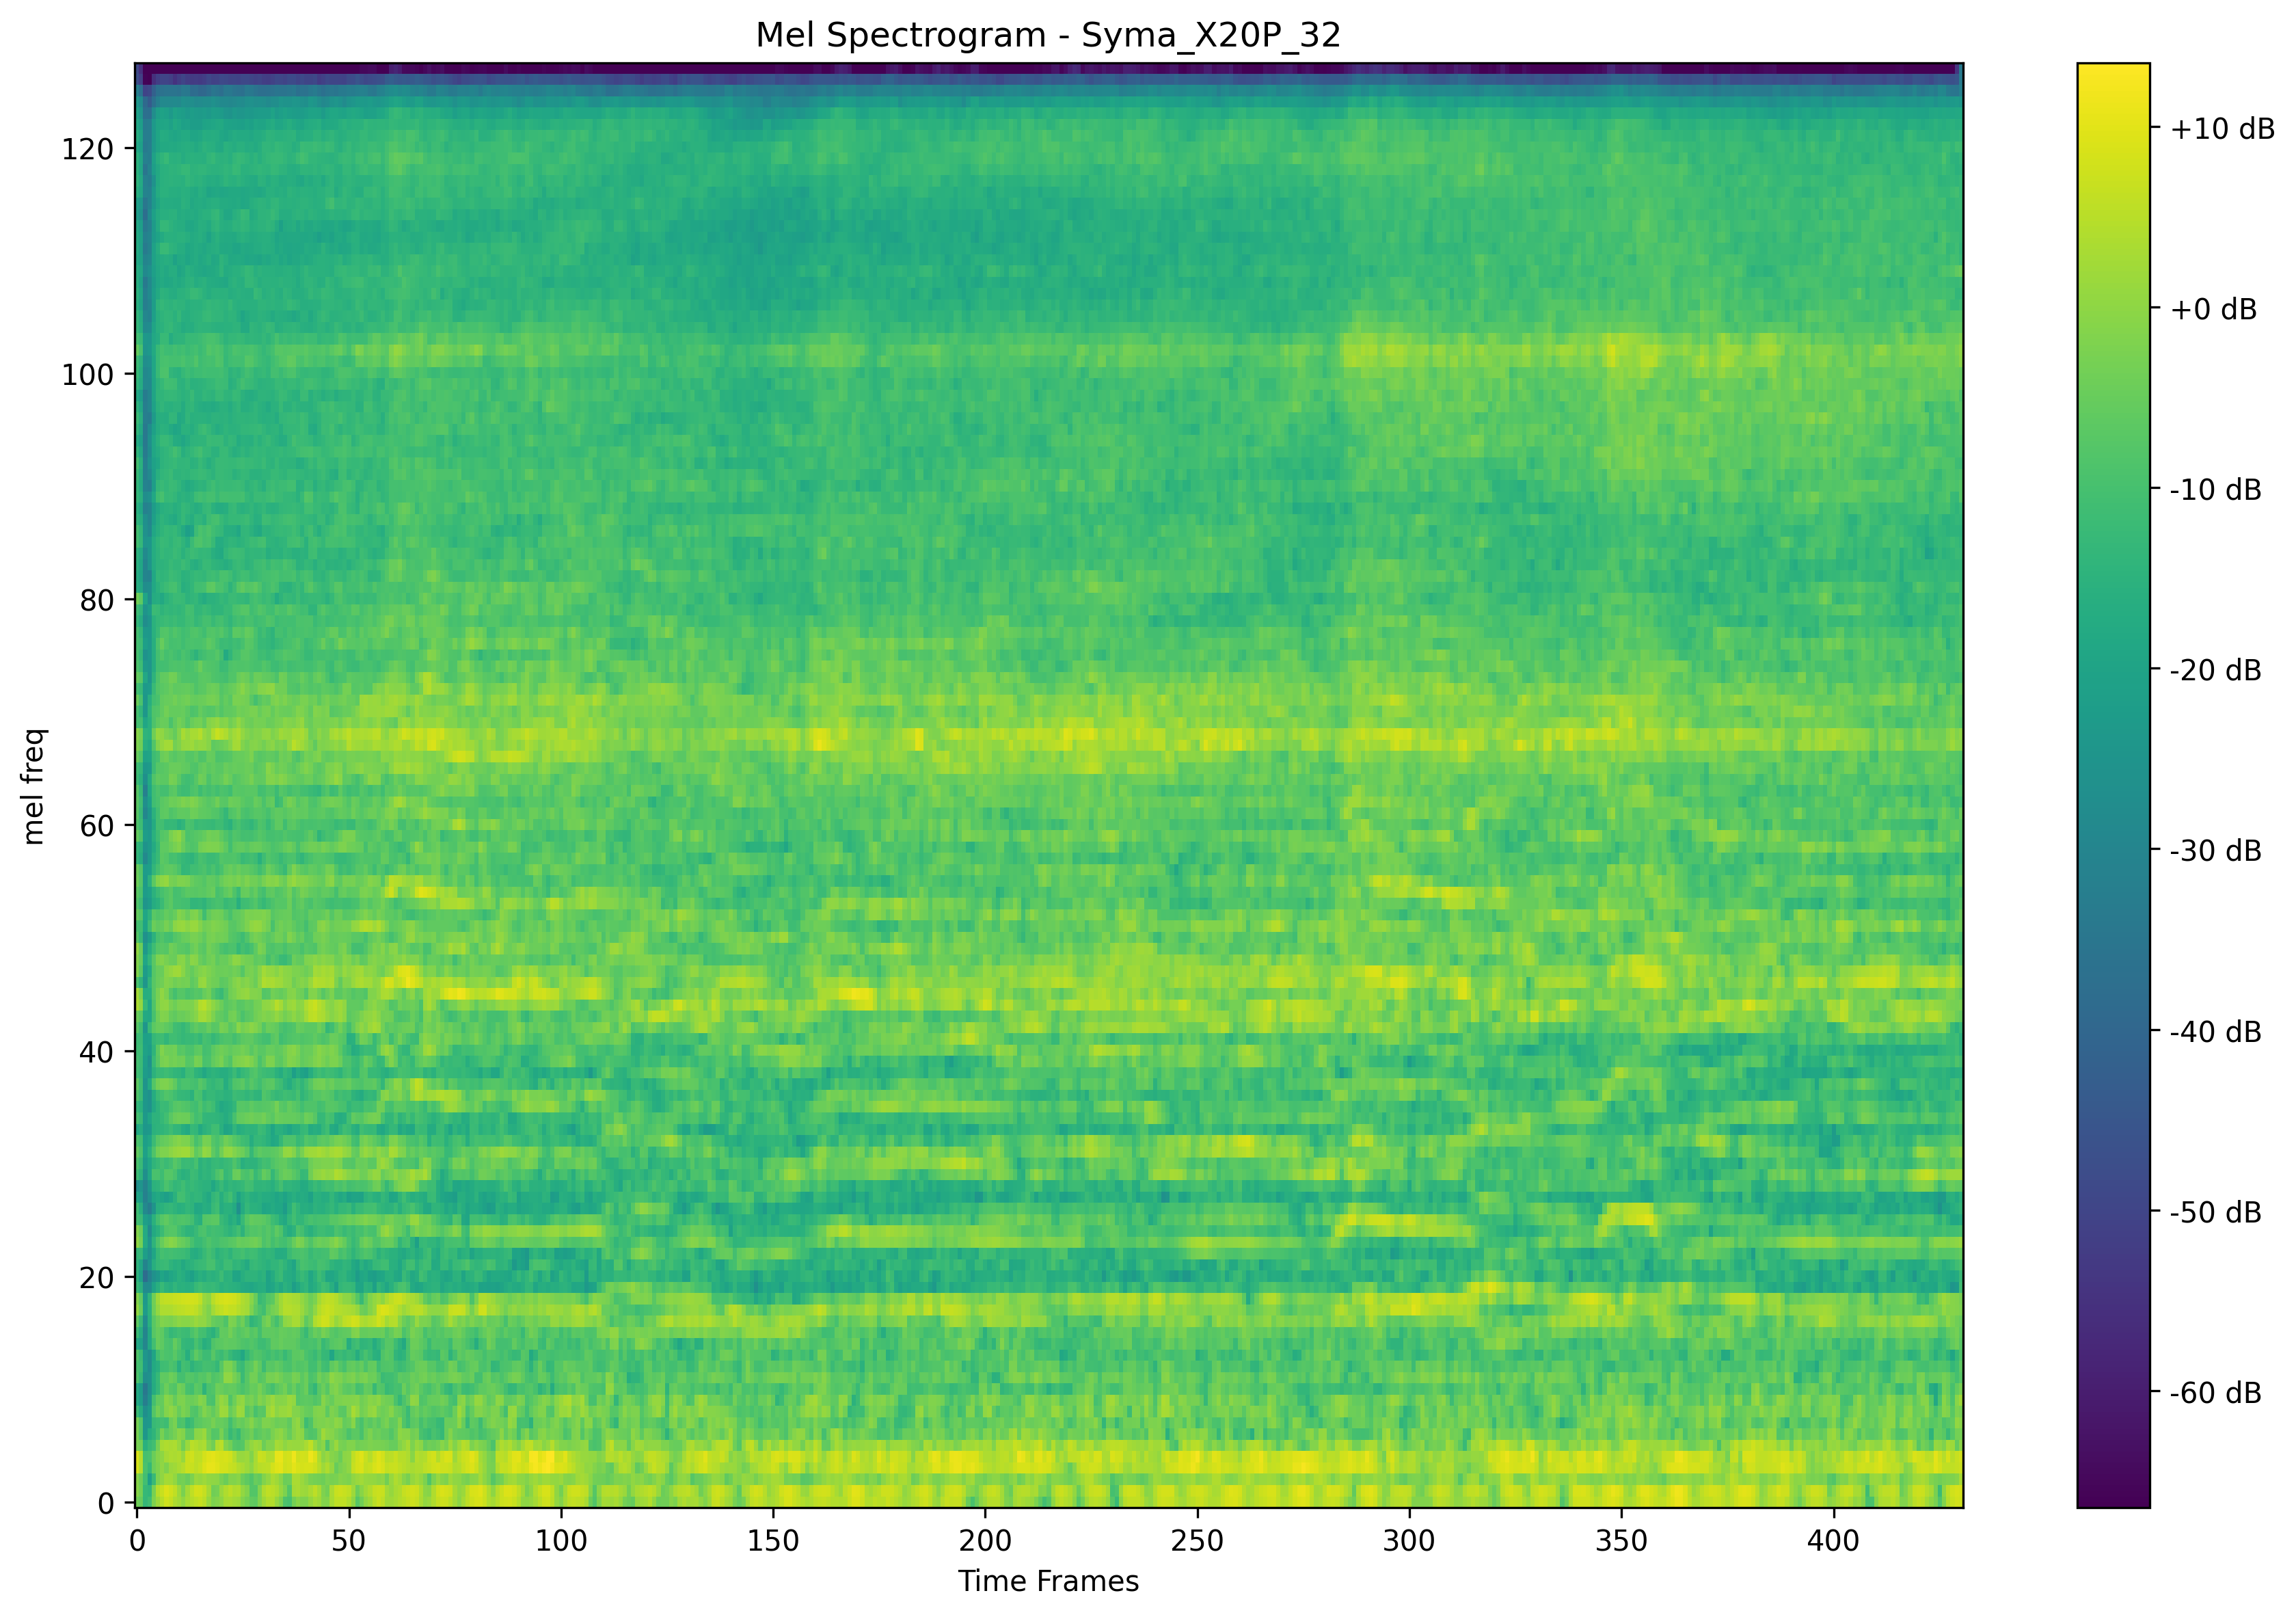 Mel Spectrogram - Syma_X20P_32
mel freq
120
100
80
60
40
20
0
0 50 100 150 200 250 300 350 400
Time Frames
+10 dB
+0 dB
-10 dB
-20 dB
-30 dB
-40 dB
-50 dB
-60 dB